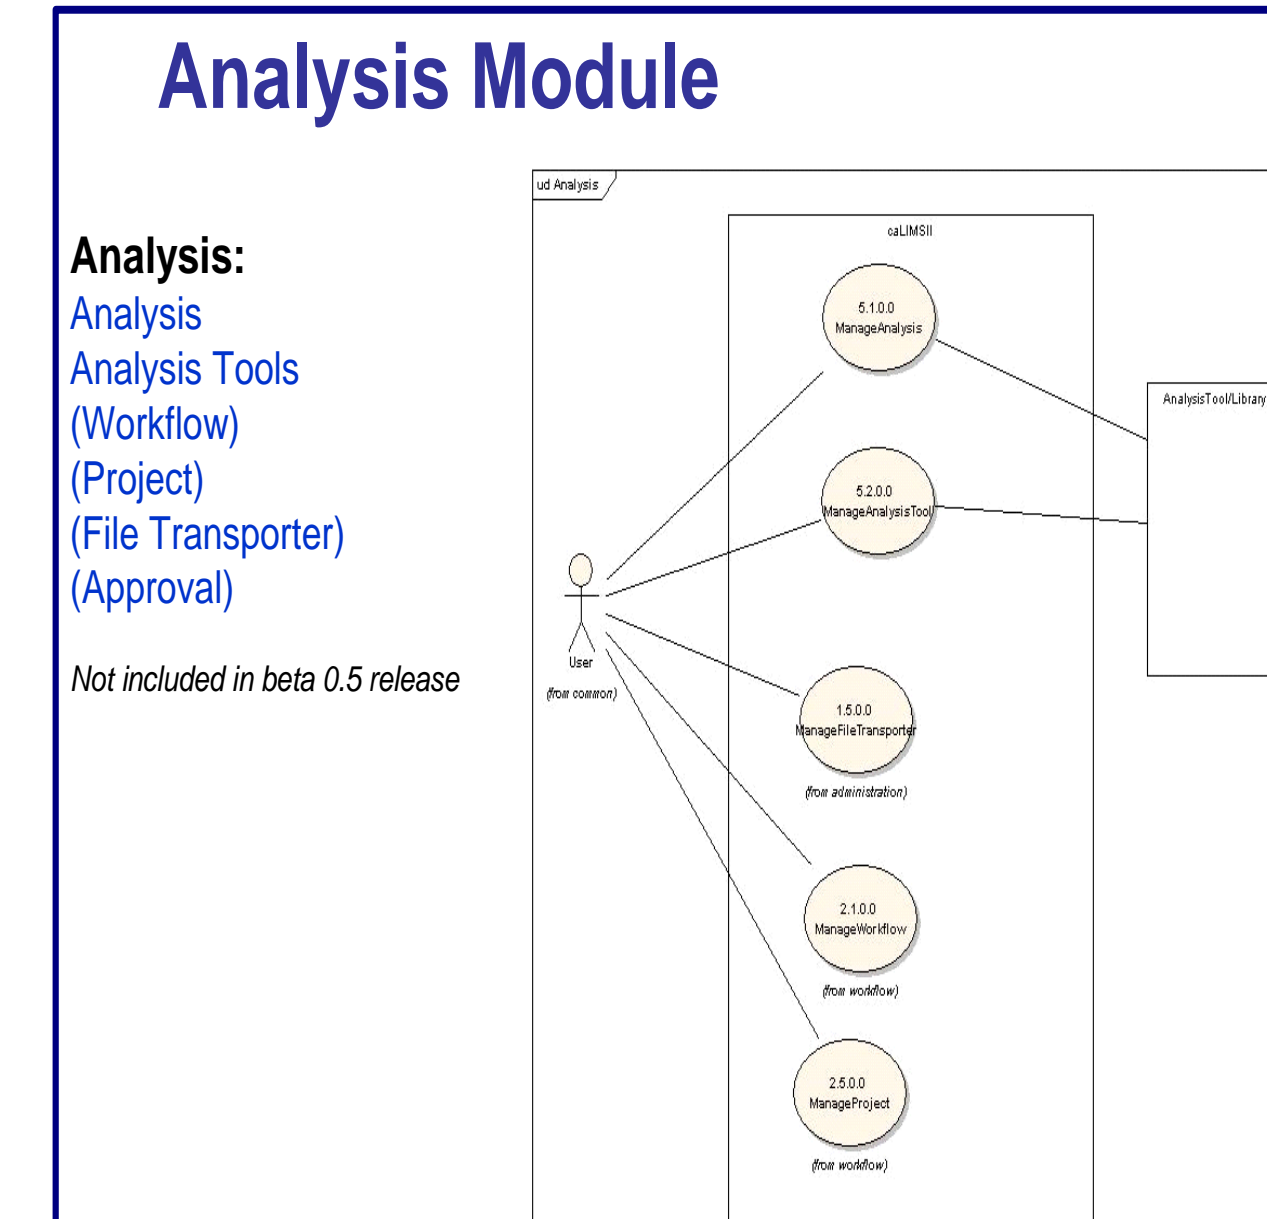 Analysis Module
Analysis:
Analysis
Analysis Tools
(Workflow)
(Project)
(File Transporter)
(Approval)
Not included in beta 0.5 release
ud Analysis
caLIMSII
5.1.0.0
ManageAnalysis
AnalysisTool/Library
5.2.0.0
ManageAnalysisTool
User
(from common)
1.5.0.0
ManageFileTransporter
(from administration)
2.1.0.0
ManageWorkflow
(from workflow)
2.5.0.0
ManageProject
(from workflow)